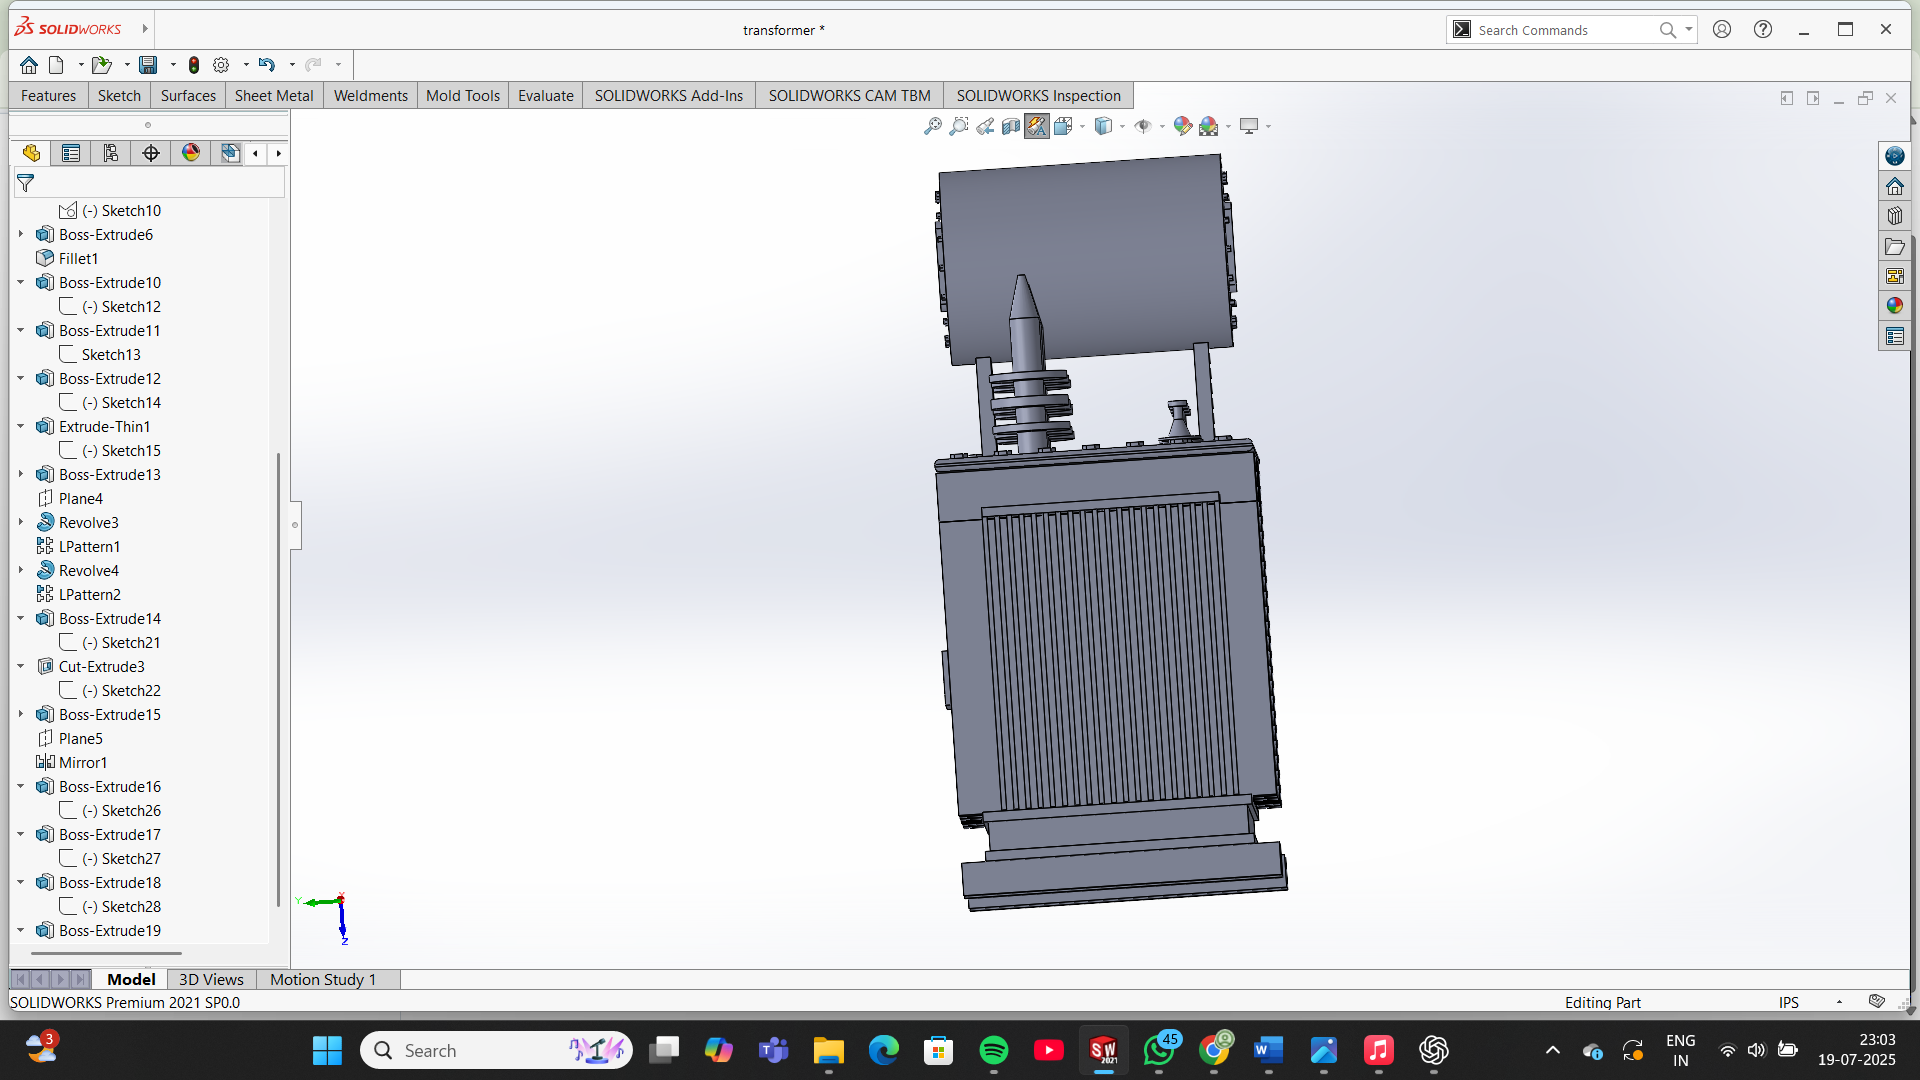 SOLIDWORKS
transformer *
Search Commands
Features
Sketch
Surfaces
Sheet Metal
Weldments
Mold Tools
Evaluate
SOLIDWORKS Add-Ins
SOLIDWORKS CAM TBM
SOLIDWORKS Inspection
(-) Sketch10
Boss-Extrude6
Fillet1
Boss-Extrude10
(-) Sketch12
Boss-Extrude11
Sketch13
Boss-Extrude12
(-) Sketch14
Extrude-Thin1
(-) Sketch15
Boss-Extrude13
Plane4
Revolve3
LPattern1
Revolve4
LPattern2
Boss-Extrude14
(-) Sketch21
Cut-Extrude3
(-) Sketch22
Boss-Extrude15
Plane5
Mirror1
Boss-Extrude16
(-) Sketch26
Boss-Extrude17
(-) Sketch27
Boss-Extrude18
(-) Sketch28
Boss-Extrude19
X
Y
Z
Model
3D Views
Motion Study 1
SOLIDWORKS Premium 2021 SP0.0
Editing Part
IPS
3
Search
SW
2021
45
W
ENG
IN
23:03
19-07-2025